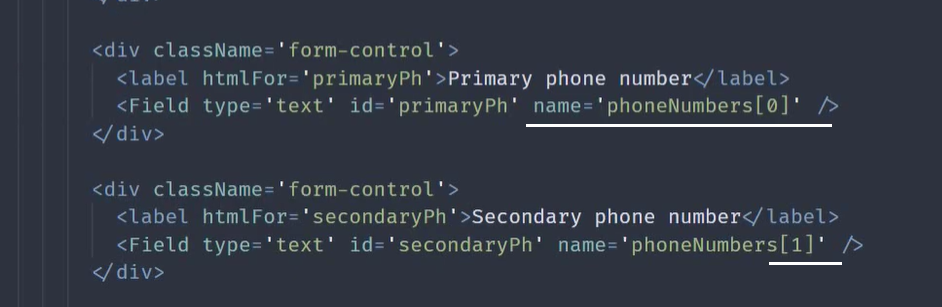 </div>
<div className='form-control'>
<label htmlFor='primaryPh'>Primary phone number</label>
<Field type='text' id='primaryPh' name='phoneNumbers[0]' />
</div>
<div className='form-control'>
<label htmlFor='secondaryPh'>Secondary phone number</label>
<Field type='text' id='secondaryPh' name='phoneNumbers[1]' />
</div>